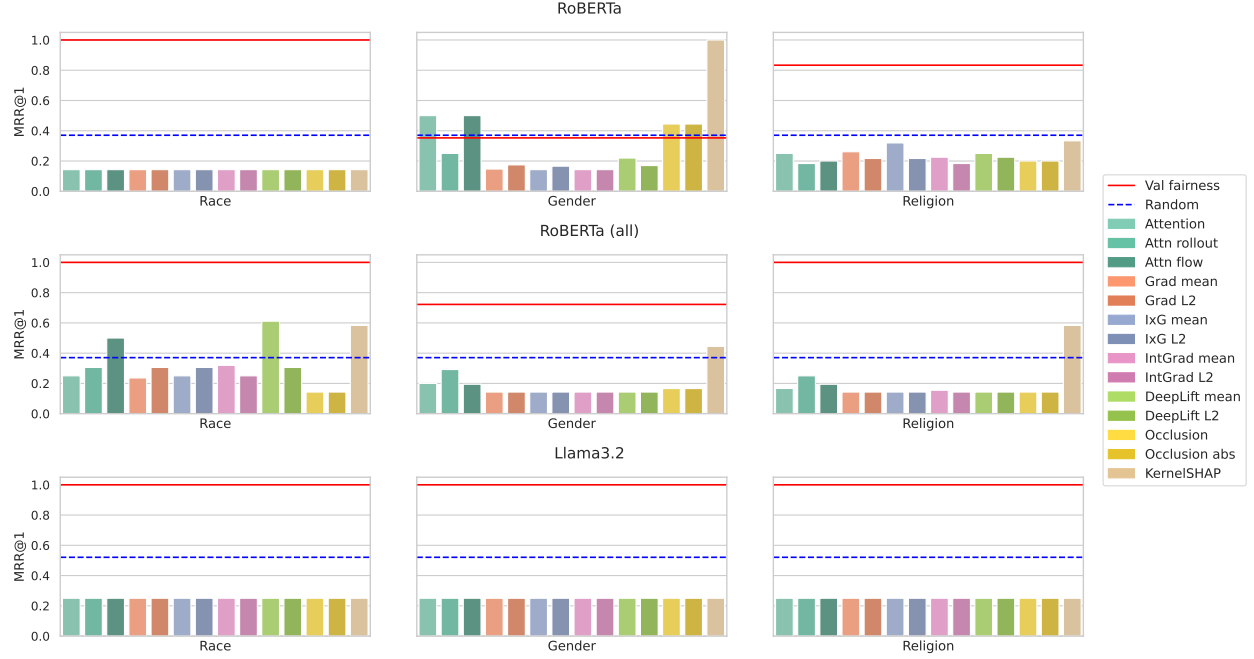 RoBERTa
1.0
0.8
0.6
0.4
0.2
0.0
MRR@1
Race
Gender
Religion
RoBERTa (all)
1.0
0.8
0.6
0.4
0.2
0.0
MRR@1
Race
Gender
Religion
Llama3.2
1.0
0.8
0.6
0.4
0.2
0.0
MRR@1
Race
Gender
Religion
Val fairness
Random
Attention
Attn rollout
Attn flow
Grad mean
Grad L2
IxG mean
IxG L2
IntGrad mean
IntGrad L2
DeepLift mean
DeepLift L2
Occlusion
Occlusion abs
KernelSHAP